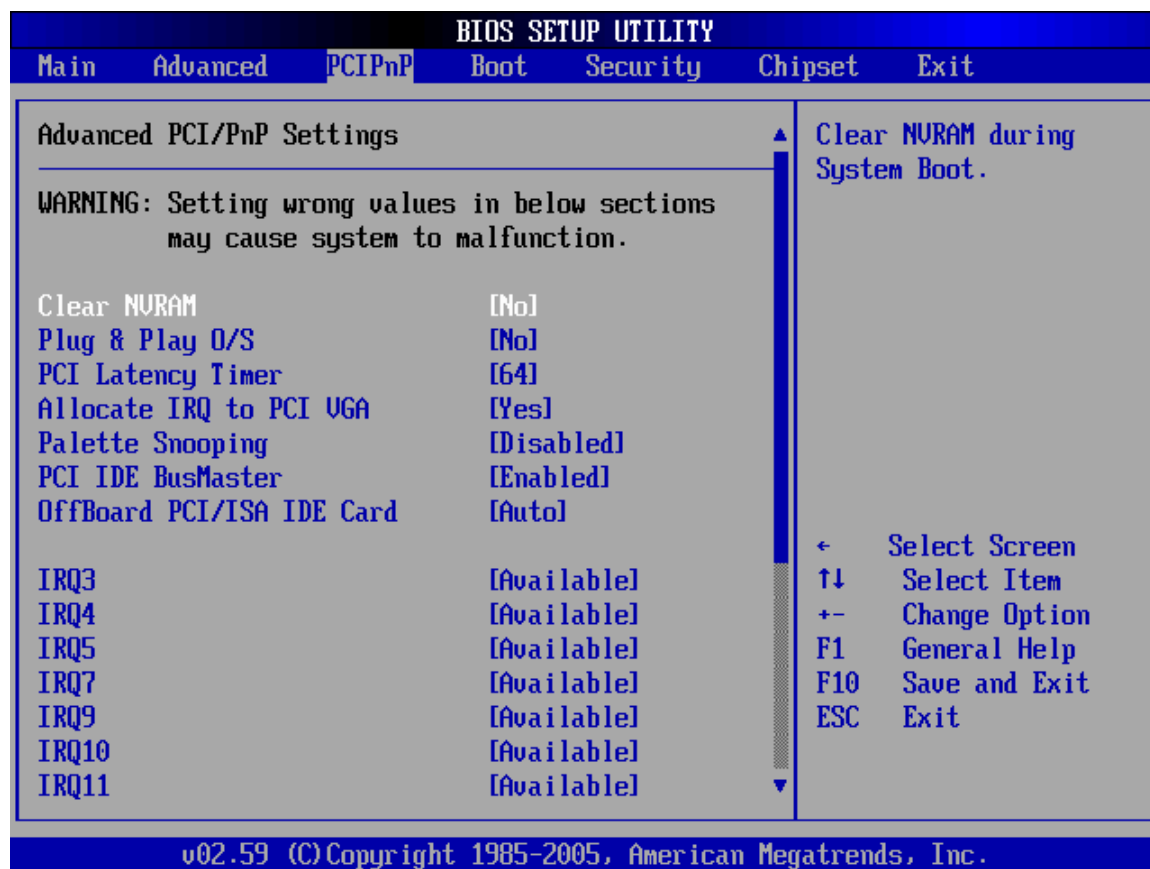 BIOS SETUP UTILITY
Main Advanced PCIPnP Boot Security Chipset Exit
Advanced PCI/PnP Settings
WARNING: Setting wrong values in below sections
may cause system to malfunction.
Clear NVRAM [No]
Plug & Play O/S [No]
PCI Latency Timer [64]
Allocate IRQ to PCI VGA [Yes]
Palette Snooping [Disabled]
PCI IDE BusMaster [Enabled]
OffBoard PCI/ISA IDE Card [Auto]
IRQ3 [Available]
IRQ4 [Available]
IRQ5 [Available]
IRQ7 [Available]
IRQ9 [Available]
IRQ10 [Available]
IRQ11 [Available]
Clear NVRAM during
System Boot.
← Select Screen
↑↓ Select Item
+- Change Option
F1 General Help
F10 Save and Exit
ESC Exit
v02.59 (C)Copyright 1985-2005, American Megatrends, Inc.